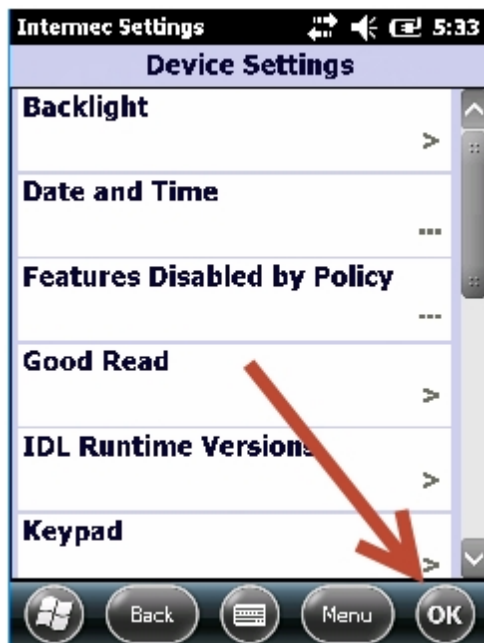 Intermec Settings 5:33
Device Settings
Backlight
>
Date and Time
...
Features Disabled by Policy
...
Good Read
>
IDL Runtime Versions
>
Keypad
>
Back Menu OK